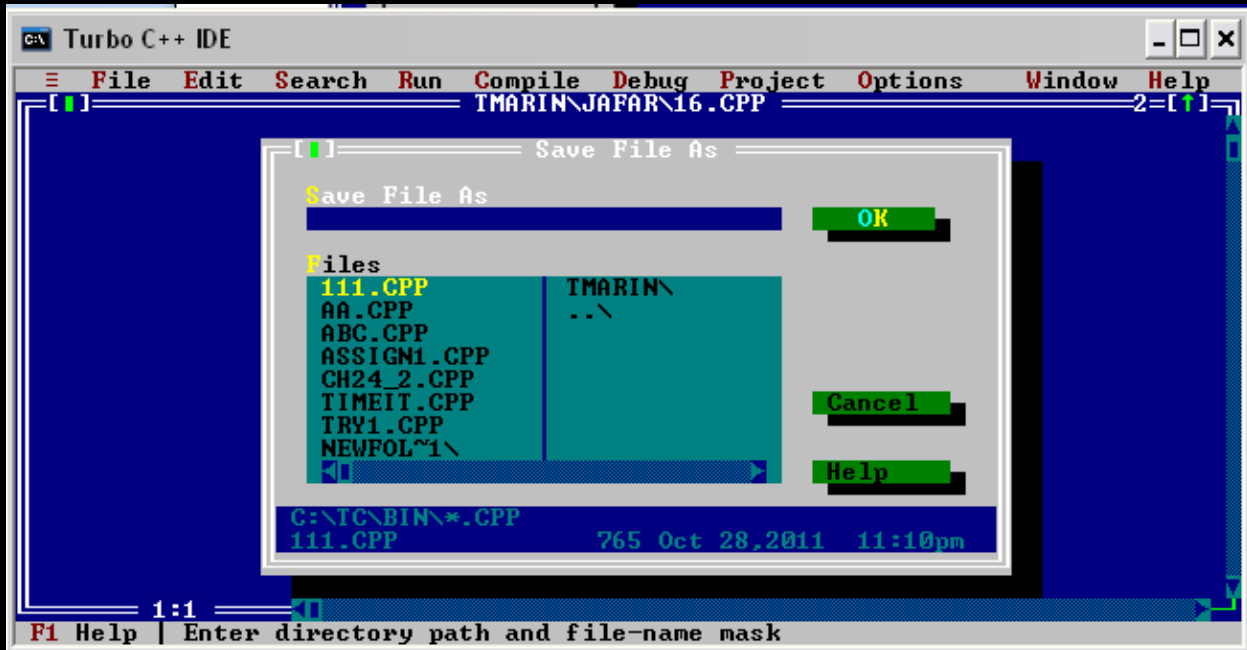 Turbo C++ IDE
≡ File Edit Search Run Compile Debug Project Options Window Help
TMARIN\JAFAR\16.CPP 2=[↑]
Save File As
Save File As
OK
Files
111.CPP TMARIN\
AA.CPP ..\
ABC.CPP
ASSIGN1.CPP
CH24_2.CPP
TIMEIT.CPP
Cancel
TRY1.CPP
NEWFOL~1\
Help
C:\TC\BIN\*.CPP
111.CPP 765 Oct 28,2011 11:10pm
1:1
F1 Help | Enter directory path and file-name mask